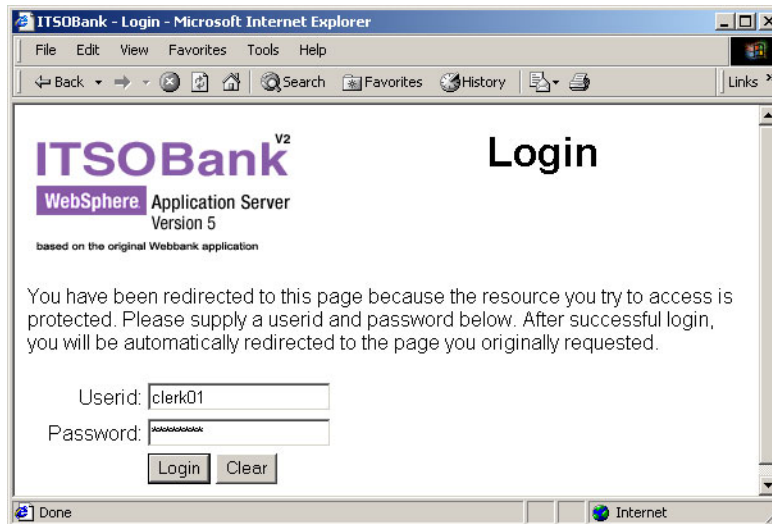 ITSOBank - Login - Microsoft Internet Explorer
File Edit View Favorites Tools Help
Back Search Favorites History Links »
ITSOBank V2
Login
WebSphere Application Server
Version 5
based on the original Webbank application
You have been redirected to this page because the resource you try to access is
protected. Please supply a userid and password below. After successful login,
you will be automatically redirected to the page you originally requested.
Userid: clerk01
Password: *********
Login Clear
Done Internet